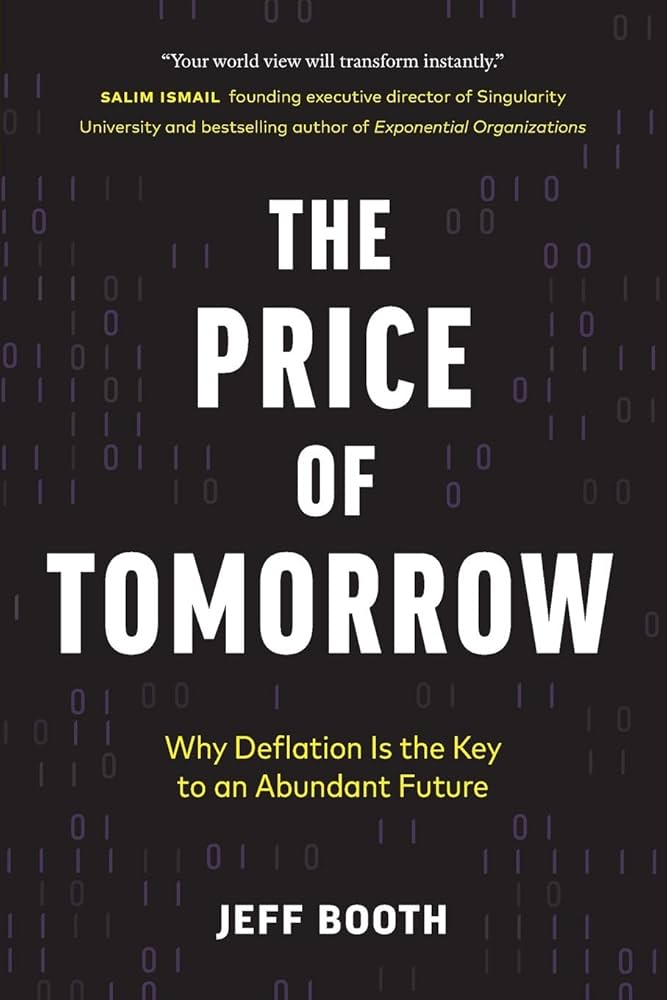 “Your world view will transform instantly.”
SALIM ISMAIL founding executive director of Singularity
University and bestselling author of Exponential Organizations
THE
PRICE
OF
TOMORROW
Why Deflation Is the Key
to an Abundant Future
JEFF BOOTH